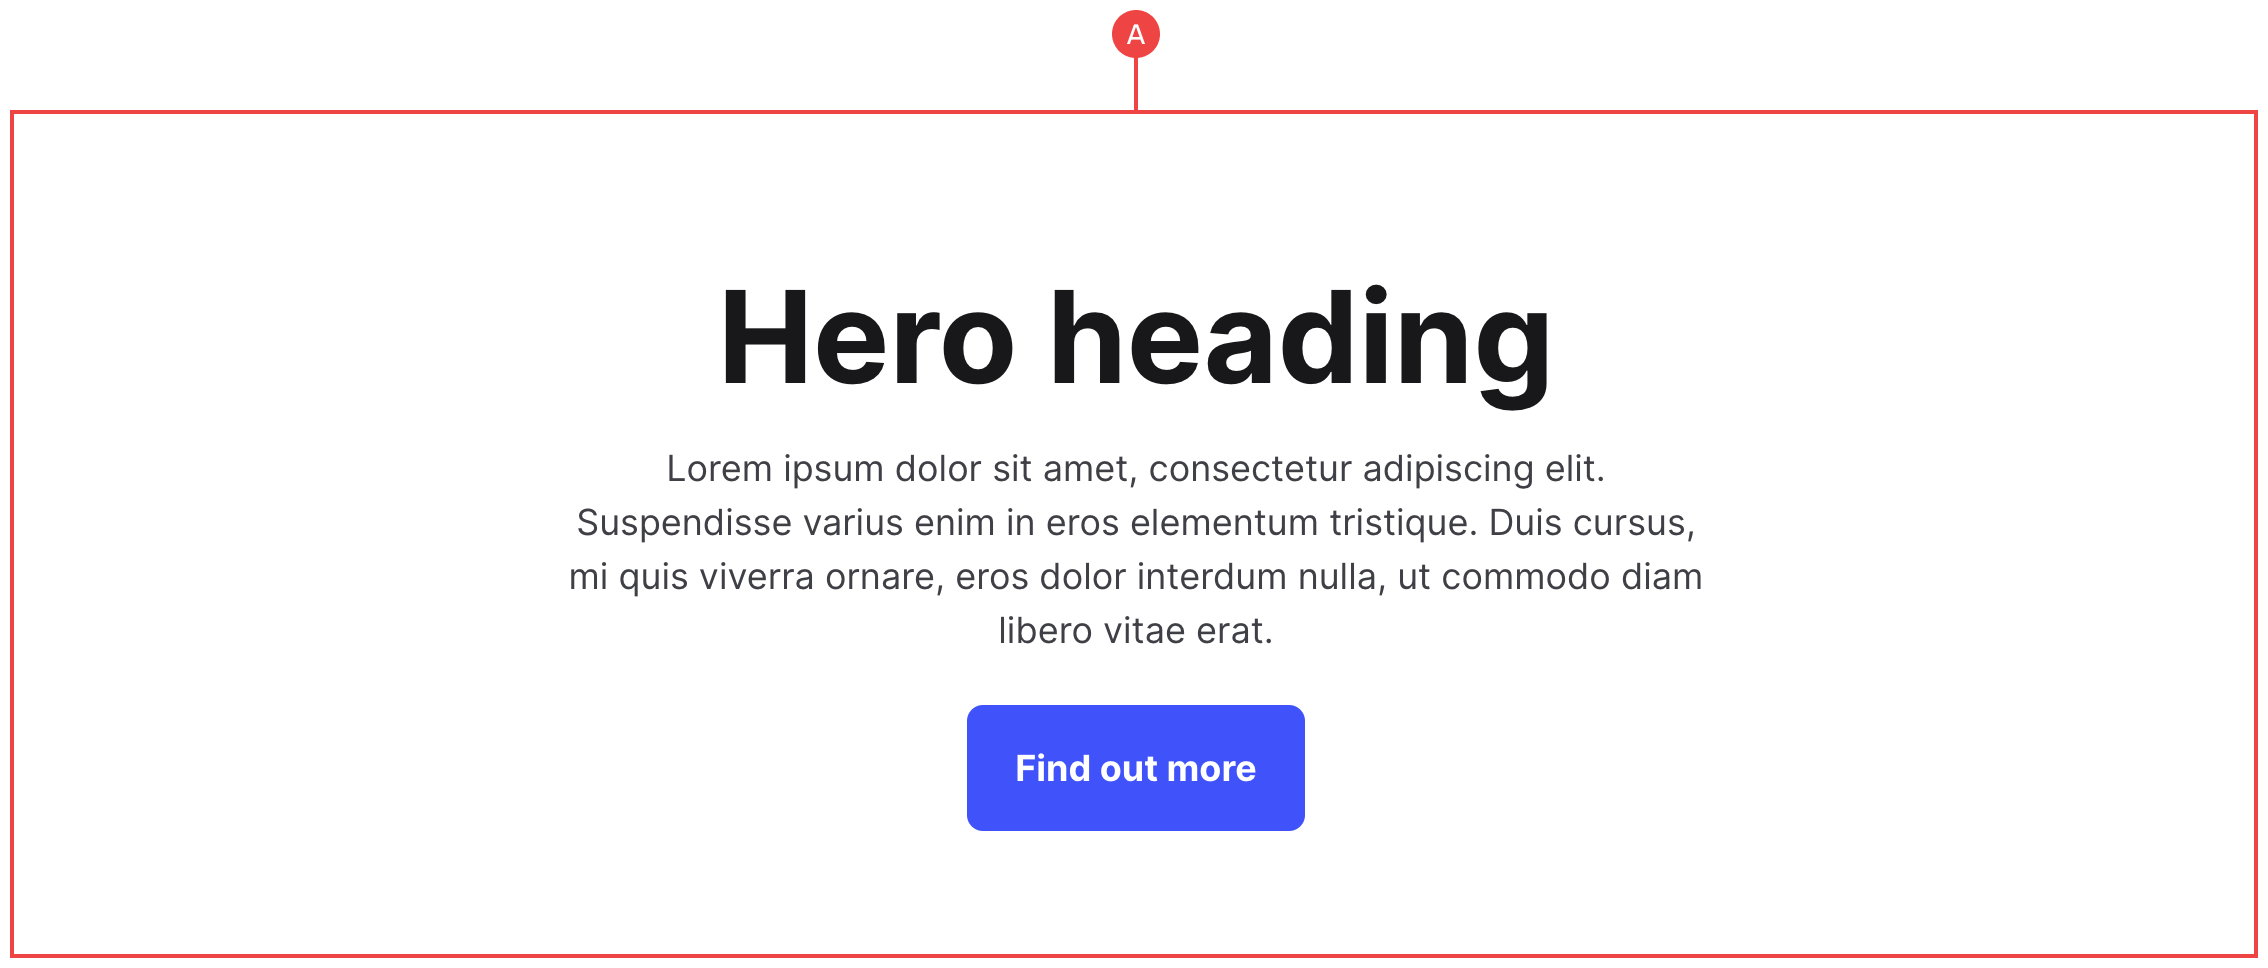 A
Hero heading
Lorem ipsum dolor sit amet, consectetur adipiscing elit.
Suspendisse varius enim in eros elementum tristique. Duis cursus,
mi quis viverra ornare, eros dolor interdum nulla, ut commodo diam
libero vitae erat.
Find out more